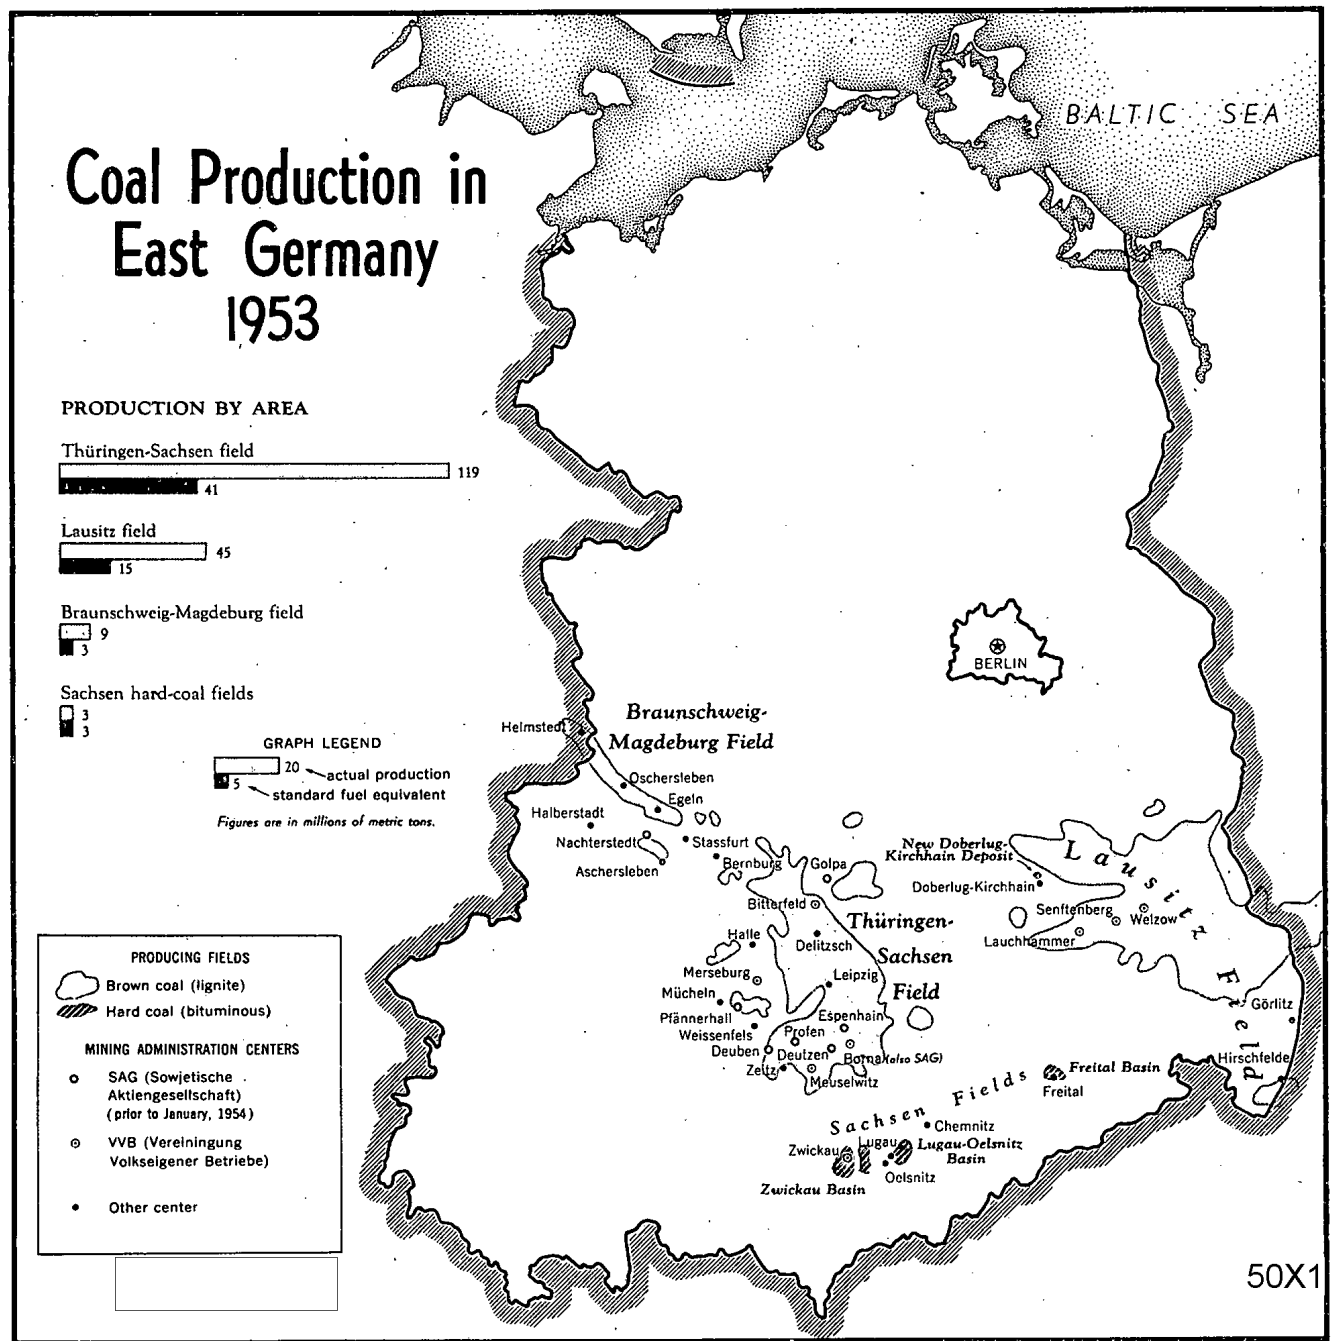 BALTIC SEA
Coal Production in
East Germany
1953
PRODUCTION BY AREA
Thüringen-Sachsen field
119
41
Lausitz field
45
15
Braunschweig-Magdeburg field
9
3
Sachsen hard-coal fields
3
3
GRAPH LEGEND
20
actual production
5
standard fuel equivalent
Figures are in millions of metric tons.
BERLIN
Braunschweig-
Magdeburg Field
Helmstedt
Oschersleben
Egeln
Halberstadt
Nachterstedt
Stassfurt
Aschersleben
Bernburg
Golpa
New Doberlug-
Kirchhain Deposit
Doberlug-Kirchhain
Lausitz Field
Bitterfeld
Senftenberg
Welzow
Thüringen-
Sachsen
Field
Lauchhammer
Halle
Delitzsch
Merseburg
Leipzig
Mücheln
Pfännerhall
Espenhain
Görlitz
Weissenfels
Profen
Deuben
Deutzen
Borna (also SAG)
Zeitz
Meuselwitz
Hirschfelde
Freital Basin
Freital
Sachsen Fields
Chemnitz
Zwickau
Lugau
Lugau-Oelsnitz
Basin
Oelsnitz
Zwickau Basin
PRODUCING FIELDS
Brown coal (lignite)
Hard coal (bituminous)
MINING ADMINISTRATION CENTERS
SAG (Sowjetische
Aktiengesellschaft)
(prior to January, 1954)
VVB (Vereiningung
Volkseigener Betriebe)
Other center
50X1